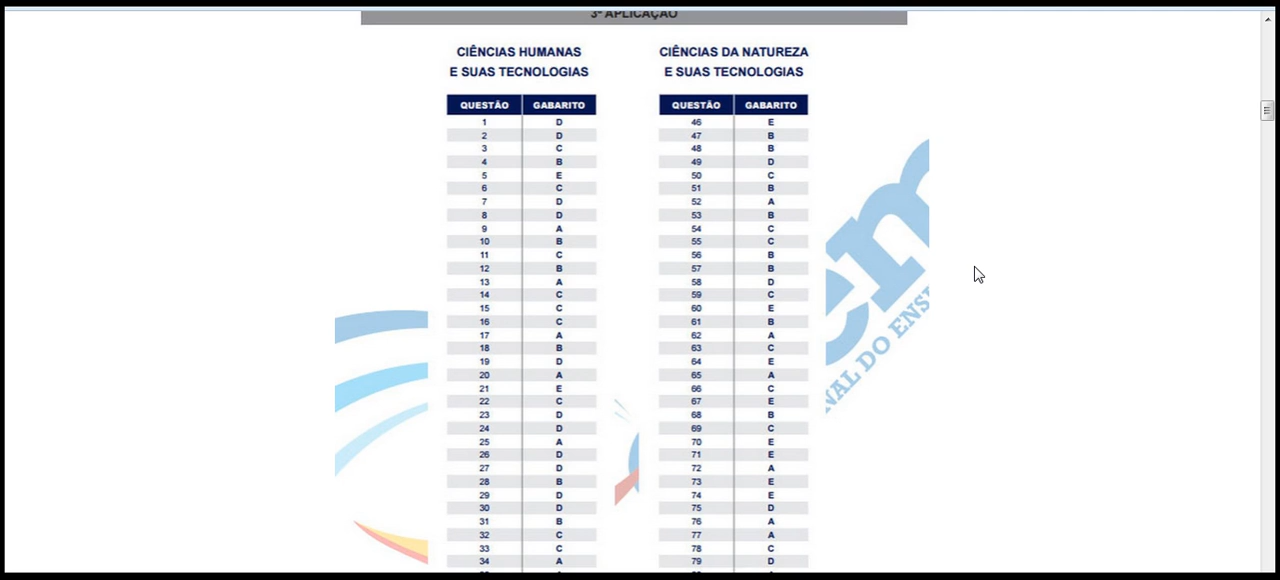 3ª APLICAÇÃO
CIÊNCIAS HUMANAS
E SUAS TECNOLOGIAS
QUESTÃO GABARITO
1 D
2 D
3 C
4 B
5 E
6 C
7 D
8 D
9 A
10 B
11 C
12 B
13 A
14 C
15 C
16 C
17 A
18 B
19 D
20 A
21 E
22 C
23 D
24 D
25 A
26 D
27 D
28 B
29 D
30 D
31 B
32 C
33 C
34 A
CIÊNCIAS DA NATUREZA
E SUAS TECNOLOGIAS
QUESTÃO GABARITO
46 E
47 B
48 B
49 D
50 C
51 B
52 A
53 B
54 C
55 C
56 B
57 B
58 D
59 C
60 E
61 B
62 A
63 C
64 E
65 A
66 C
67 E
68 B
69 C
70 E
71 E
72 A
73 E
74 E
75 D
76 A
77 A
78 C
79 D
em
NAL DO ENS